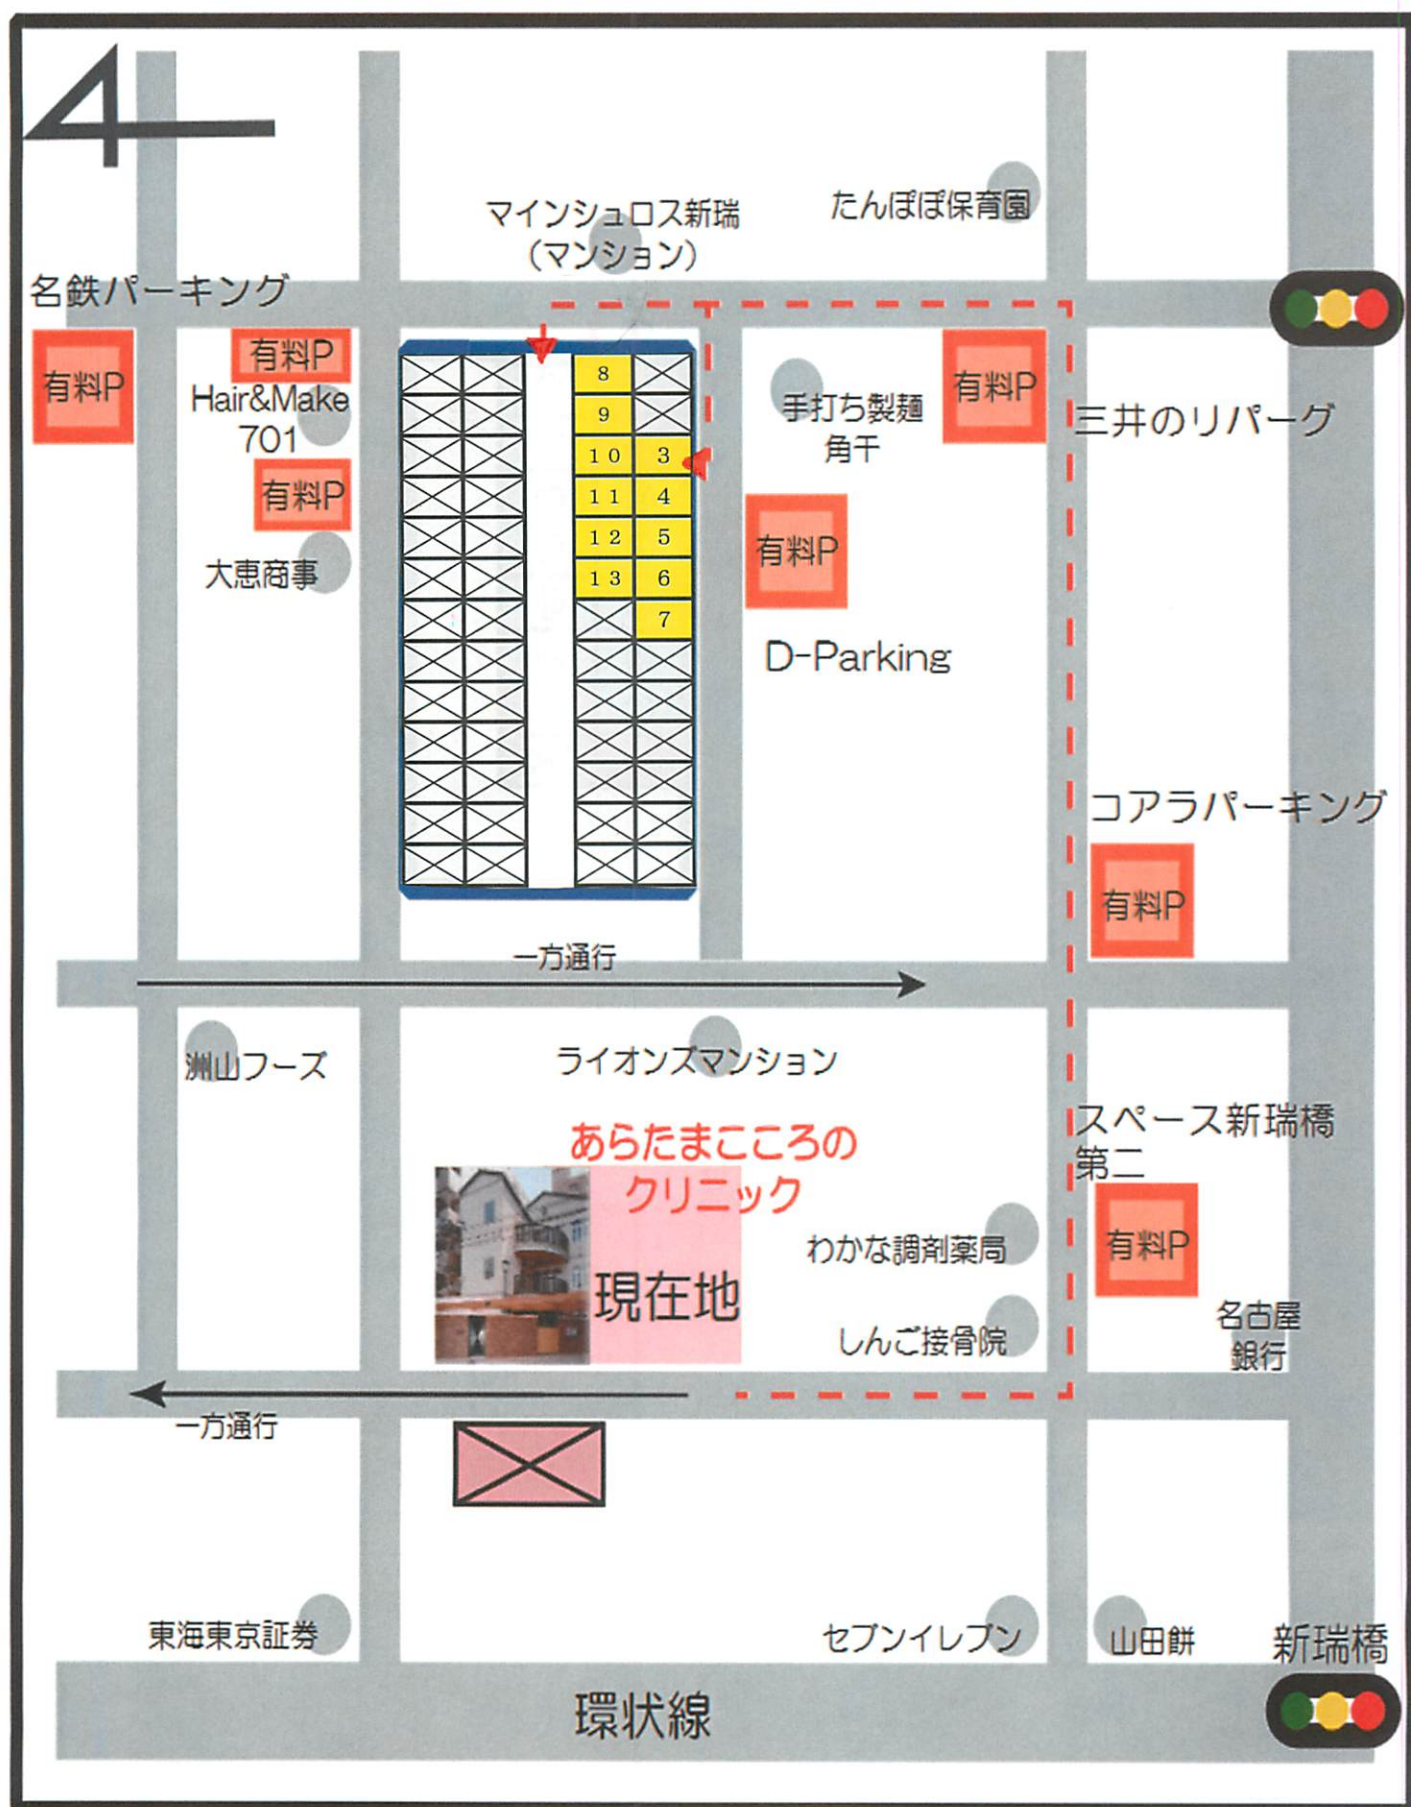 たんぽぽ保育園
マインシュロス新瑞
(マンション)
名鉄パーキング
有料P
有料P
Hair&Make
701
有料P
大恵商事
8
9
10 3
11 4
12 5
13 6
7
手打ち製麺
角千
有料P
三井のリパーグ
有料P
D-Parking
コアラパーキング
有料P
一方通行
洲山フーズ
ライオンズマンション
スペース新瑞橋
第二
有料P
あらたまこころの
クリニック
現在地
わかな調剤薬局
しんご接骨院
名古屋
銀行
一方通行
東海東京証券
セブンイレブン
山田餅
新瑞橋
環状線